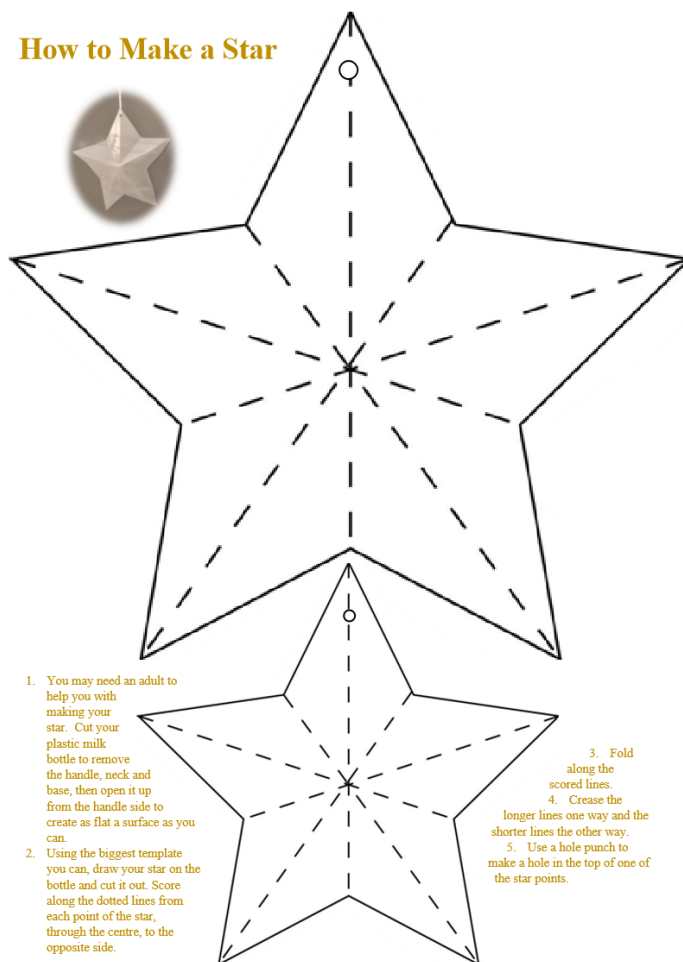 How to Make a Star
1. You may need an adult to
help you with
making your
star. Cut your
plastic milk
bottle to remove
the handle, neck and
base, then open it up
from the handle side to
create as flat a surface as you
can.
2. Using the biggest template
you can, draw your star on the
bottle and cut it out. Score
along the dotted lines from
each point of the star,
through the centre, to the
opposite side.
3. Fold
along the
scored lines.
4. Crease the
longer lines one way and the
shorter lines the other way.
5. Use a hole punch to
make a hole in the top of one of
the star points.